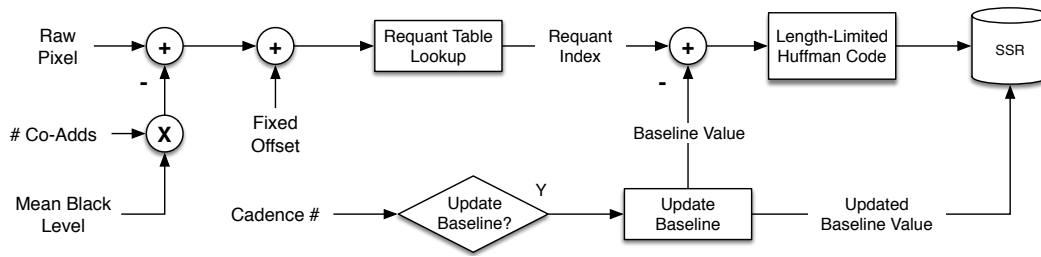 Raw
Pixel
+
+
Requant Table
Lookup
Requant
Index
+
Length-Limited
Huffman Code
SSR
-
-
# Co-Adds
X
Fixed
Offset
Baseline Value
Mean Black
Level
Cadence #
Update
Baseline?
Y
Update
Baseline
Updated
Baseline Value